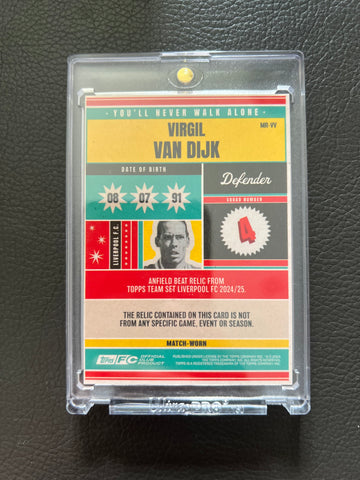 · YOU'LL NEVER WALK ALONE ·
MR-VV
VIRGIL
VAN DIJK
DATE OF BIRTH
08 07 91
Defender
SQUAD NUMBER
4
LIVERPOOL F.C.
ANFIELD BEAT RELIC FROM
TOPPS TEAM SET LIVERPOOL FC 2024/25.
THE RELIC CONTAINED ON THIS CARD IS NOT
FROM ANY SPECIFIC GAME, EVENT OR SEASON.
MATCH-WORN
Topps FC OFFICIAL CLUB PRODUCT
Ultra·PRO